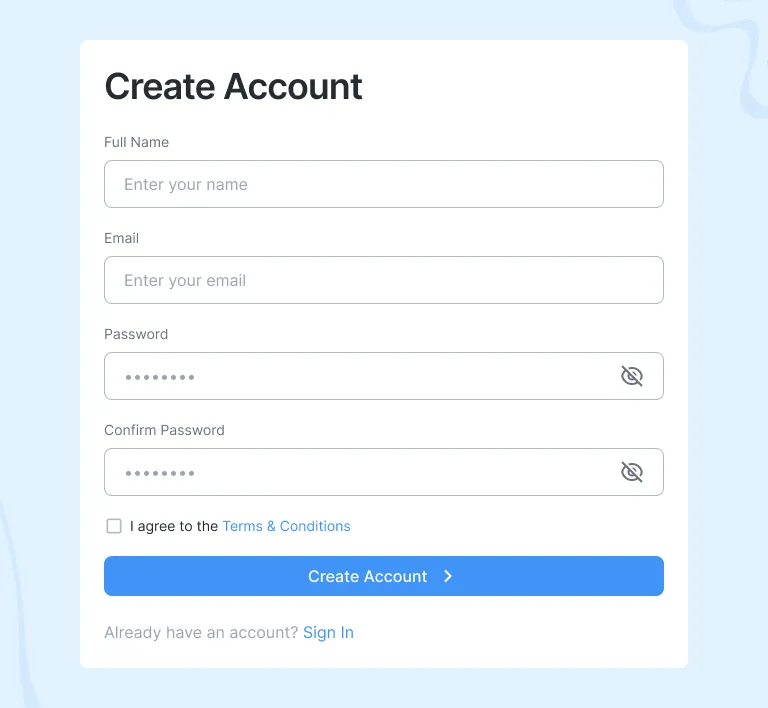 Create Account
Full Name
Enter your name
Email
Enter your email
Password
••••••••
Confirm Password
••••••••
I agree to the Terms & Conditions
Create Account
Already have an account? Sign In